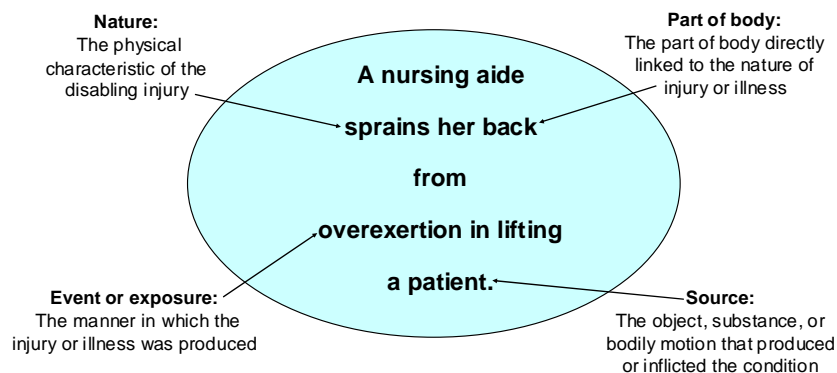 Nature:
The physical
characteristic of the
disabling injury
Part of body:
The part of body directly
linked to the nature of
injury or illness
A nursing aide
sprains her back
from
overexertion in lifting
a patient.
Event or exposure:
The manner in which the
injury or illness was produced
Source:
The object, substance, or
bodily motion that produced
or inflicted the condition